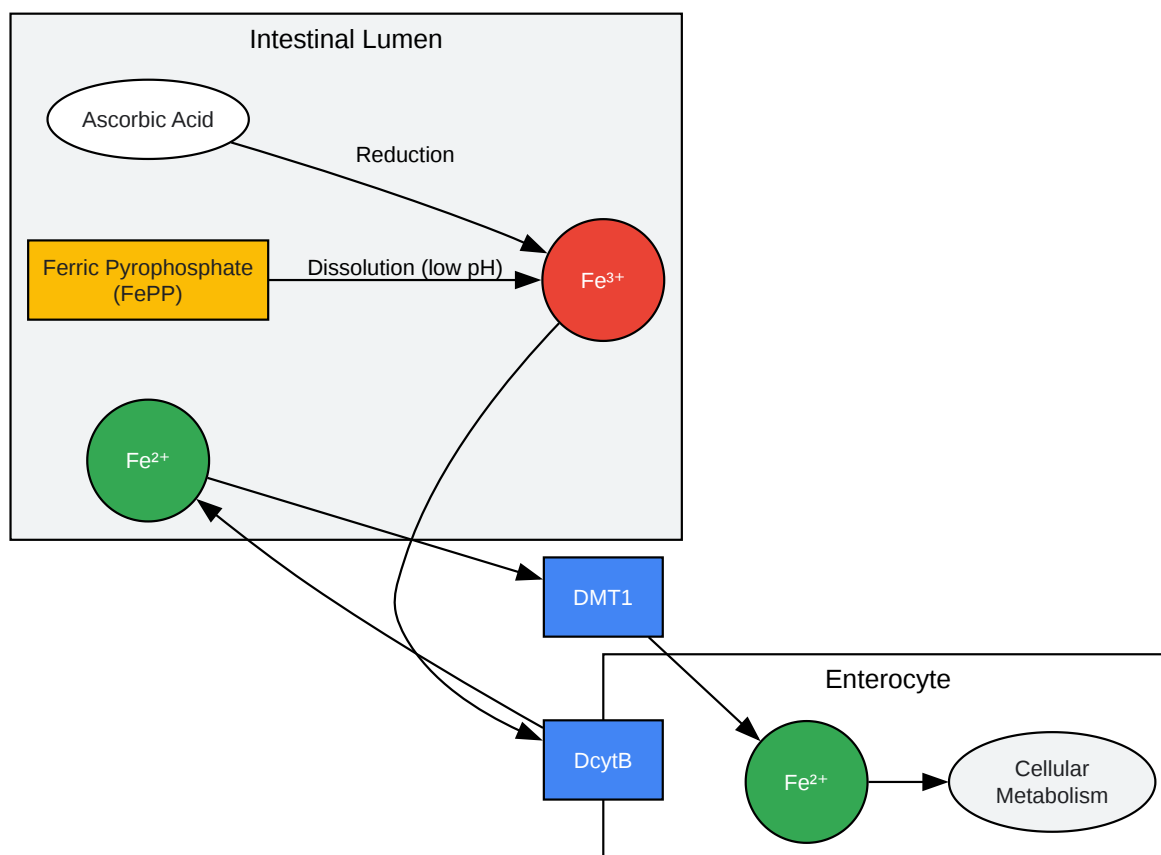 Intestinal Lumen
Ascorbic Acid
Reduction
Ferric Pyrophosphate
(FePP)
Dissolution (low pH)
Fe³⁺
Fe²⁺
DMT1
Enterocyte
DcytB
Fe²⁺
Cellular
Metabolism